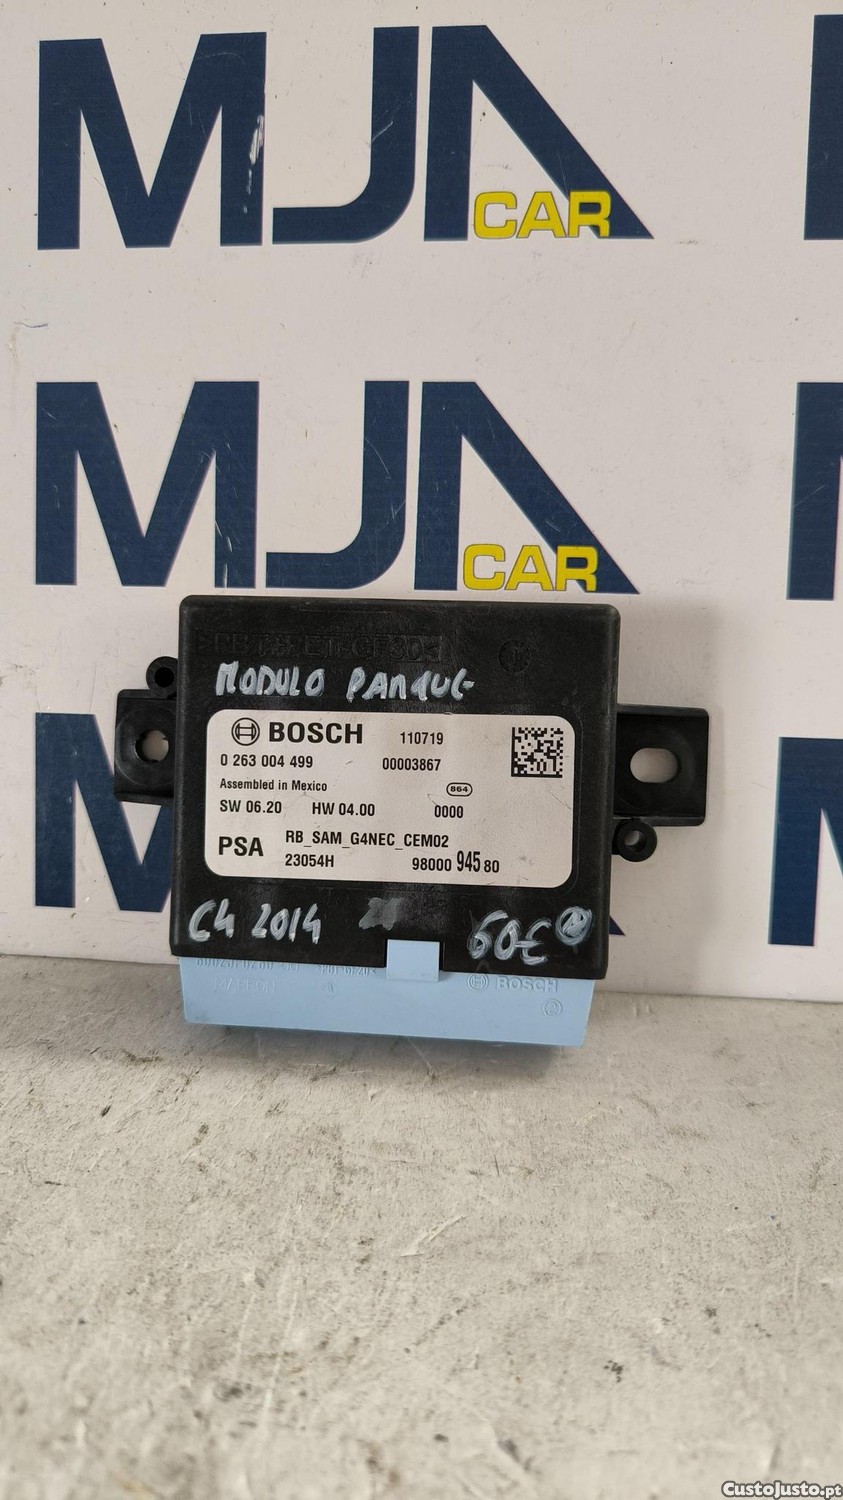 MJA
CAR
MJA
CAR
MODULO PARQUE
BOSCH 110719
0 263 004 499 00003867
Assembled in Mexico 864
SW 06.20 HW 04.00 0000
PSA RB_SAM_G4NEC_CEM02
23054H 98000 945 80
C4 2014 60€
BOSCH
CustoJusto.pt